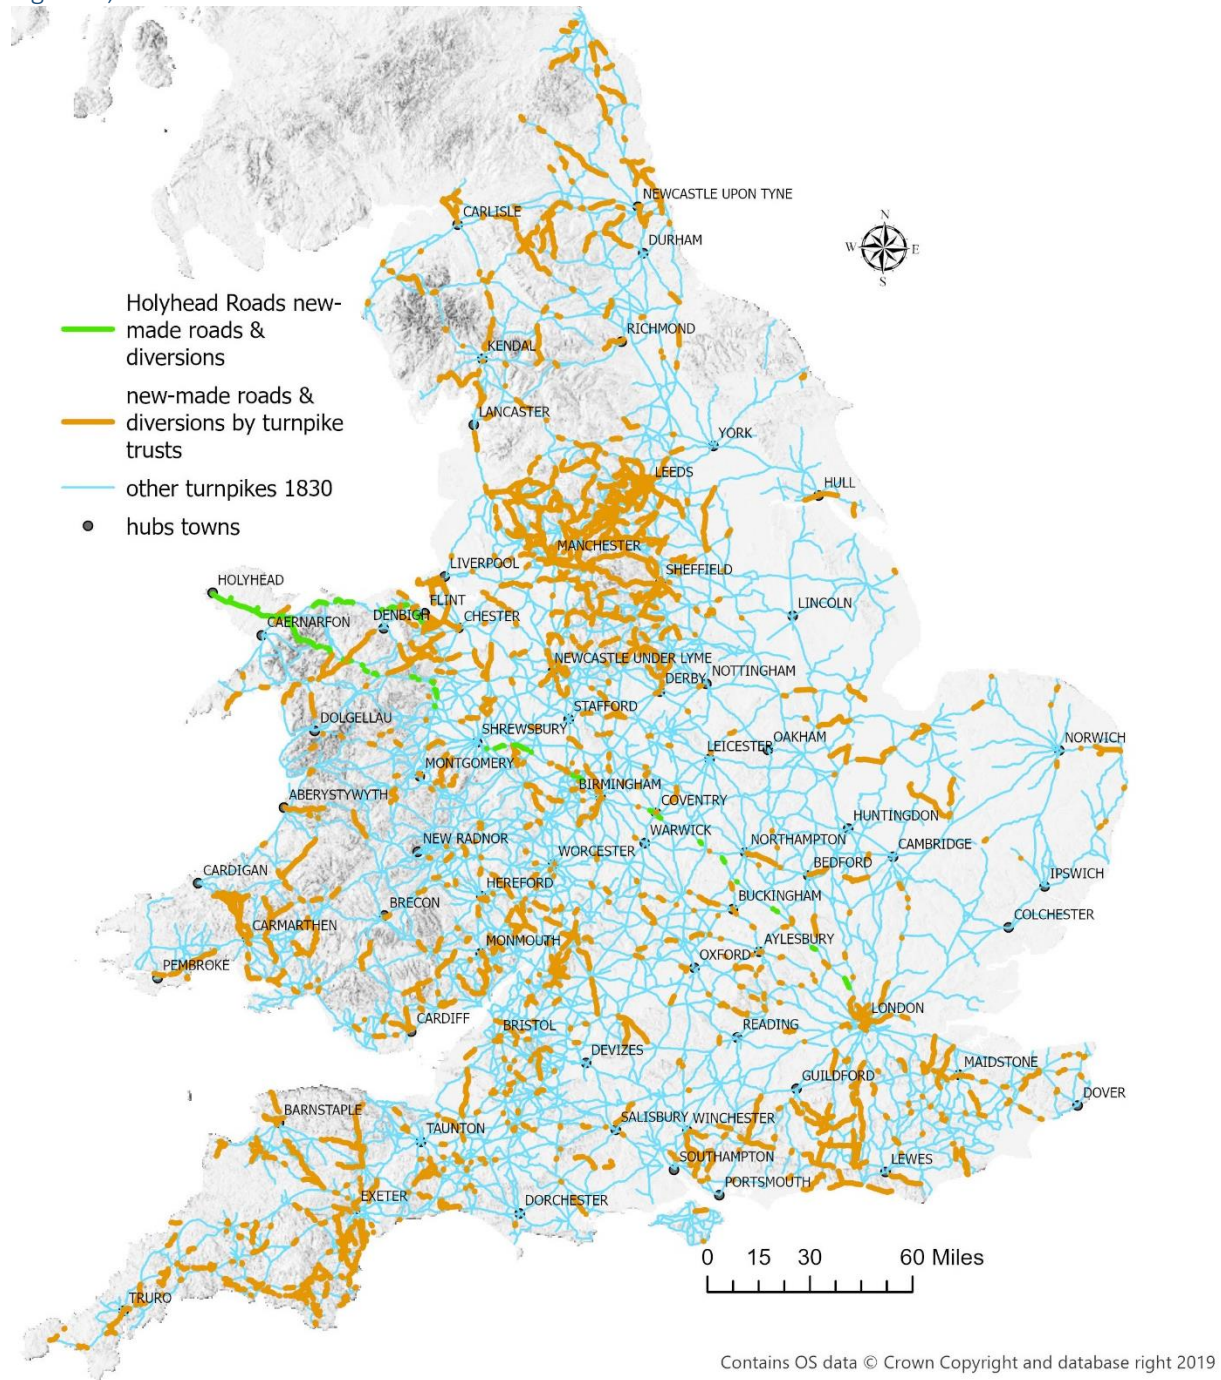 NEWCASTLE UPON TYNE
CARLISLE
DURHAM
N
W E
S
Holyhead Roads new-
made roads &
diversions
new-made roads &
diversions by turnpike
trusts
other turnpikes 1830
hubs towns
RICHMOND
KENDAL
LANCASTER
YORK
LEEDS
HULL
MANCHESTER
LIVERPOOL
SHEFFIELD
HOLYHEAD
FLINT
LINCOLN
CAERNARFON
DENBIGH
CHESTER
NEWCASTLE UNDER LYME
NOTTINGHAM
DERBY
STAFFORD
DOLGELLAU
SHREWSBURY
OAKHAM
NORWICH
LEICESTER
MONTGOMERY
BIRMINGHAM
ABERYSTWYTH
COVENTRY
HUNTINGDON
WARWICK
NEW RADNOR
NORTHAMPTON
CAMBRIDGE
WORCESTER
BEDFORD
CARDIGAN
HEREFORD
IPSWICH
BUCKINGHAM
BRECON
COLCHESTER
CARMARTHEN
MONMOUTH
AYLESBURY
OXFORD
PEMBROKE
LONDON
CARDIFF
BRISTOL
READING
DEVIZES
MAIDSTONE
GUILDFORD
DOVER
BARNSTAPLE
SALISBURY
WINCHESTER
TAUNTON
SOUTHAMPTON
LEWES
PORTSMOUTH
EXETER
DORCHESTER
0 15 30 60 Miles
TRURO
Contains OS data © Crown Copyright and database right 2019